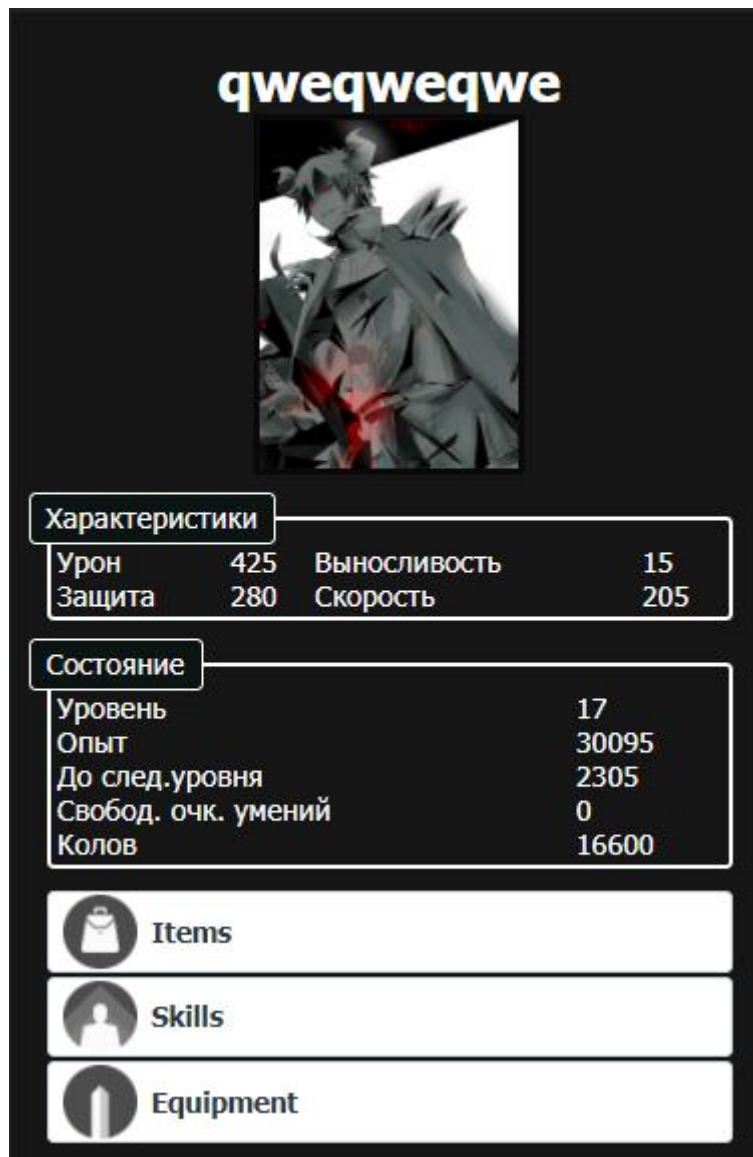 qweqweqwe
Характеристики
Урон 425 Выносливость 15
Защита 280 Скорость 205
Состояние
Уровень 17
Опыт 30095
До след.уровня 2305
Свобод. очк. умений 0
Колов 16600
Items
Skills
Equipment